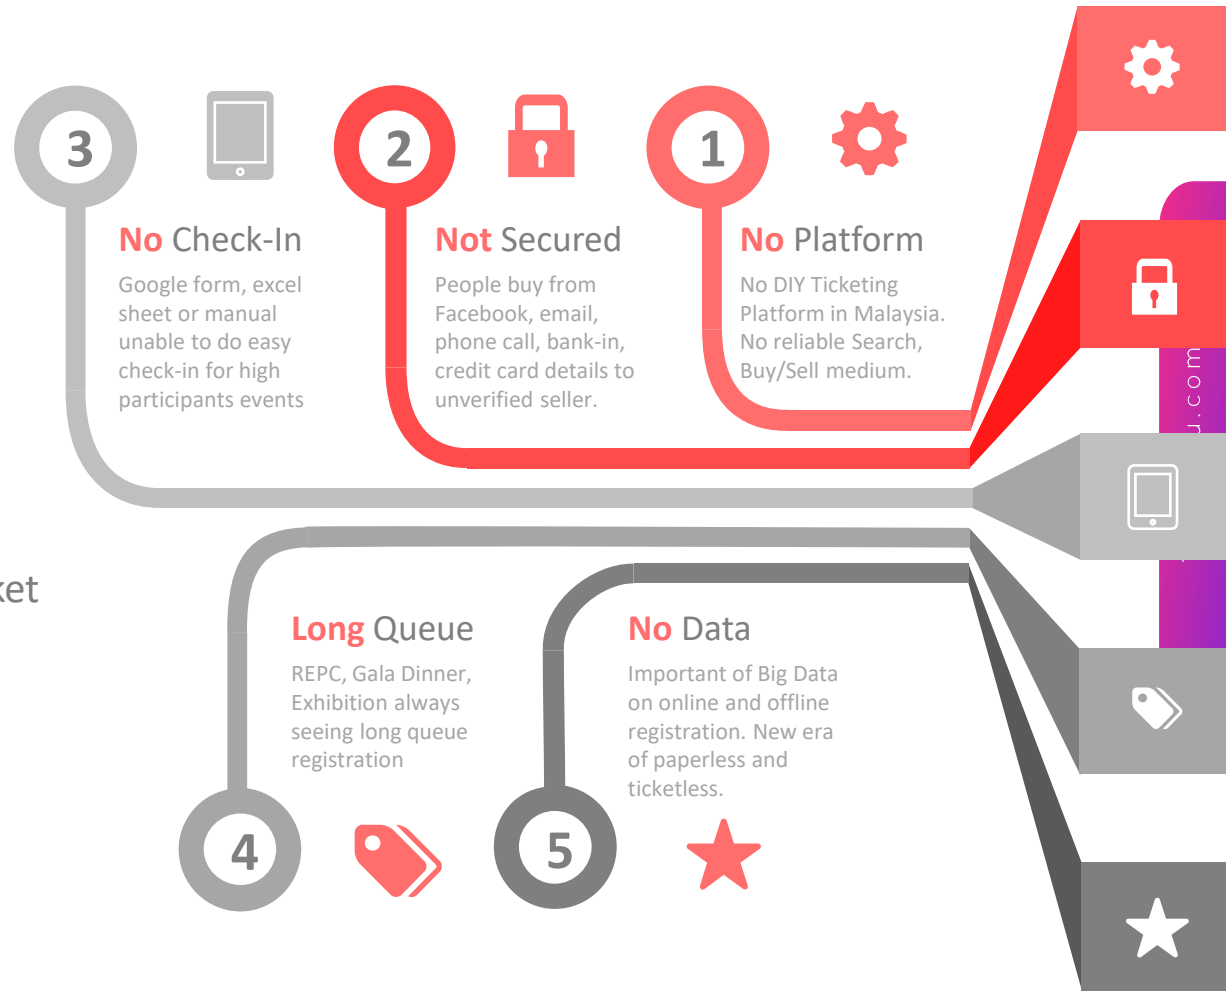 3
2
1
No Check-In
Google form, excel
sheet or manual
unable to do easy
check-in for high
participants events
Not Secured
People buy from
Facebook, email,
phone call, bank-in,
credit card details to
unverified seller.
No Platform
No DIY Ticketing
Platform in Malaysia.
No reliable Search,
Buy/Sell medium.
u.com
ket
Long Queue
REPC, Gala Dinner,
Exhibition always
seeing long queue
registration
No Data
Important of Big Data
on online and offline
registration. New era
of paperless and
ticketless.
4
5